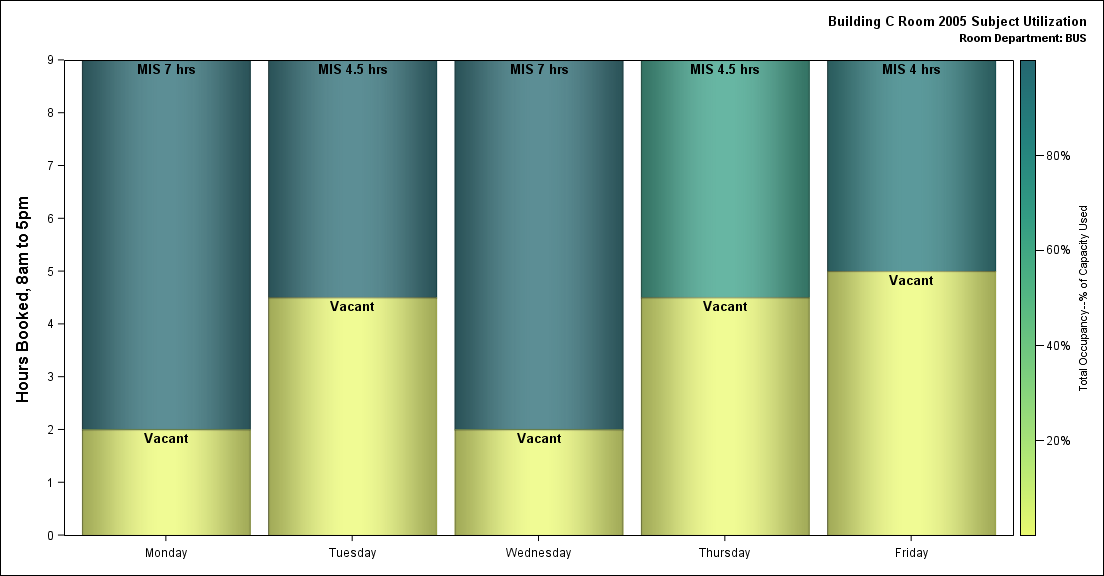 Building C Room 2005 Subject Utilization
Room Department: BUS
Hours Booked, 8am to 5pm
9
8
7
6
5
4
3
2
1
0
MIS 7 hrs
MIS 4.5 hrs
MIS 7 hrs
MIS 4.5 hrs
MIS 4 hrs
Vacant
Vacant
Vacant
Vacant
Vacant
Monday
Tuesday
Wednesday
Thursday
Friday
80%
60%
40%
20%
Total Occupancy--% of Capacity Used